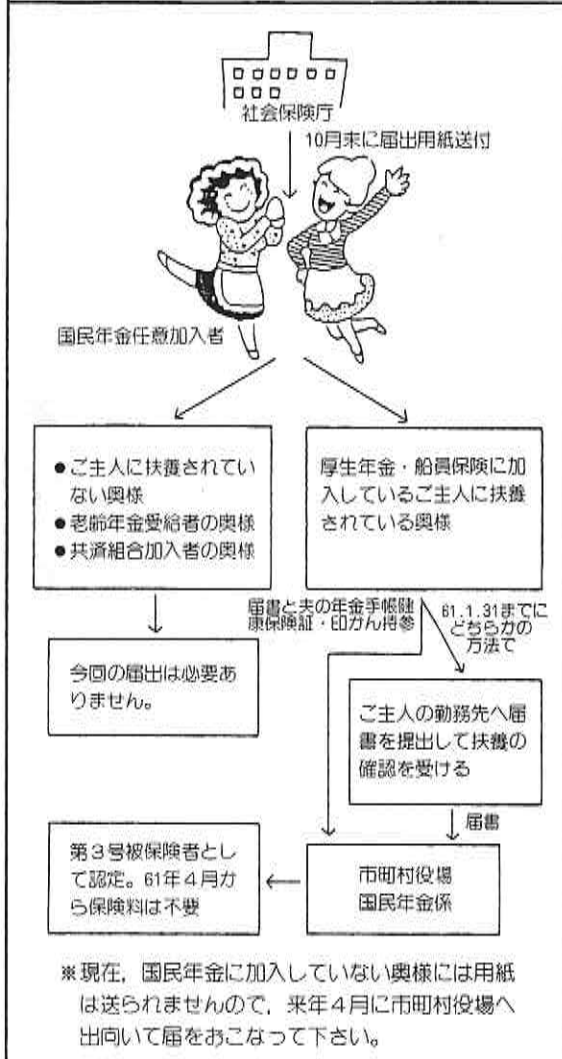 社会保険庁
10月末に届出用紙送付
国民年金任意加入者
●ご主人に扶養されてい
ない奥様
●老齢年金受給者の奥様
●共済組合加入者の奥様
厚生年金・船員保険に加
入しているご主人に扶養
されている奥様
届書と夫の年金手帳健
康保険証・印かん持参
61.1.31までに
どちらかの
方法で
今回の届出は必要あ
りません。
ご主人の勤務先へ届
書を提出して扶養の
確認を受ける
届書
第3号被保険者とし
て認定。61年4月か
ら保険料は不要
市町村役場
国民年金係
※現在,国民年金に加入していない奥様には用紙
は送られませんので,来年4月に市町村役場へ
出向いて届をおこなって下さい。